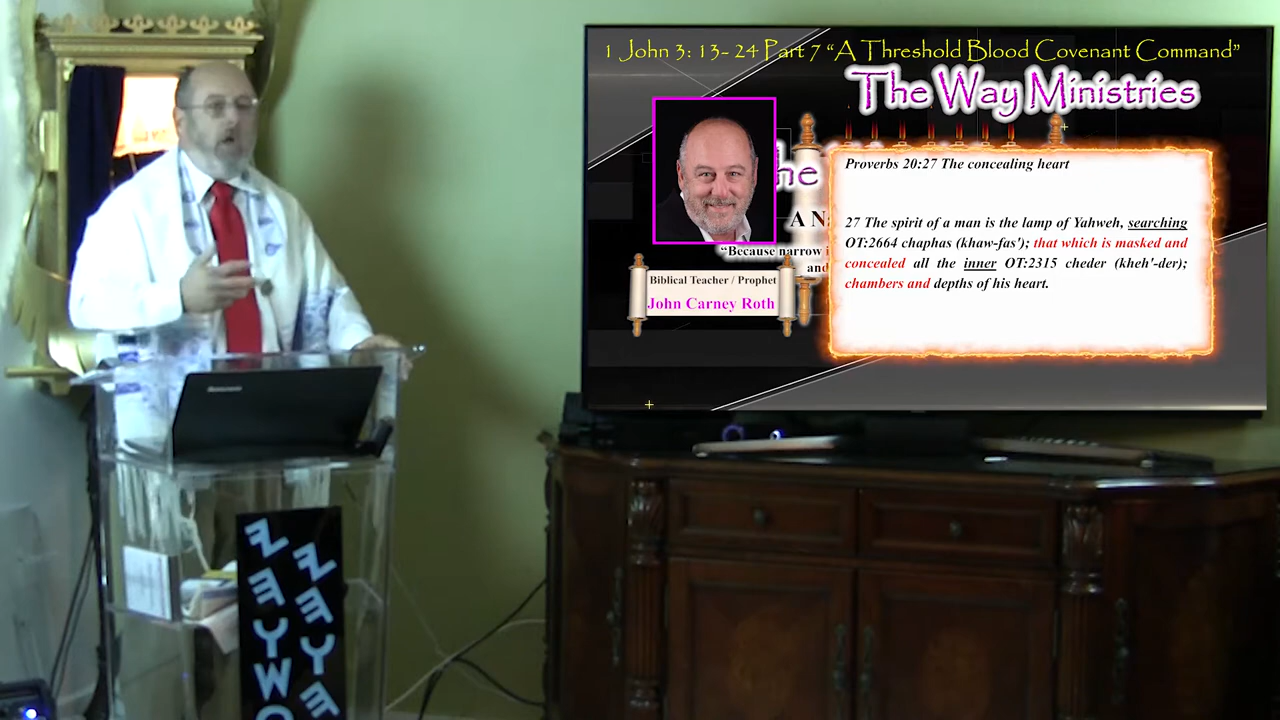 1 John 3: 13- 24 Part 7 “A Threshold Blood Covenant Command”
The Way Ministries
he
A N
“Because narrow
and
Biblical Teacher / Prophet
John Carney Roth
Proverbs 20:27 The concealing heart
27 The spirit of a man is the lamp of Yahweh, searching
OT:2664 chaphas (khaw-fas'); that which is masked and
concealed all the inner OT:2315 cheder (kheh'-der);
chambers and depths of his heart.
Lenovo